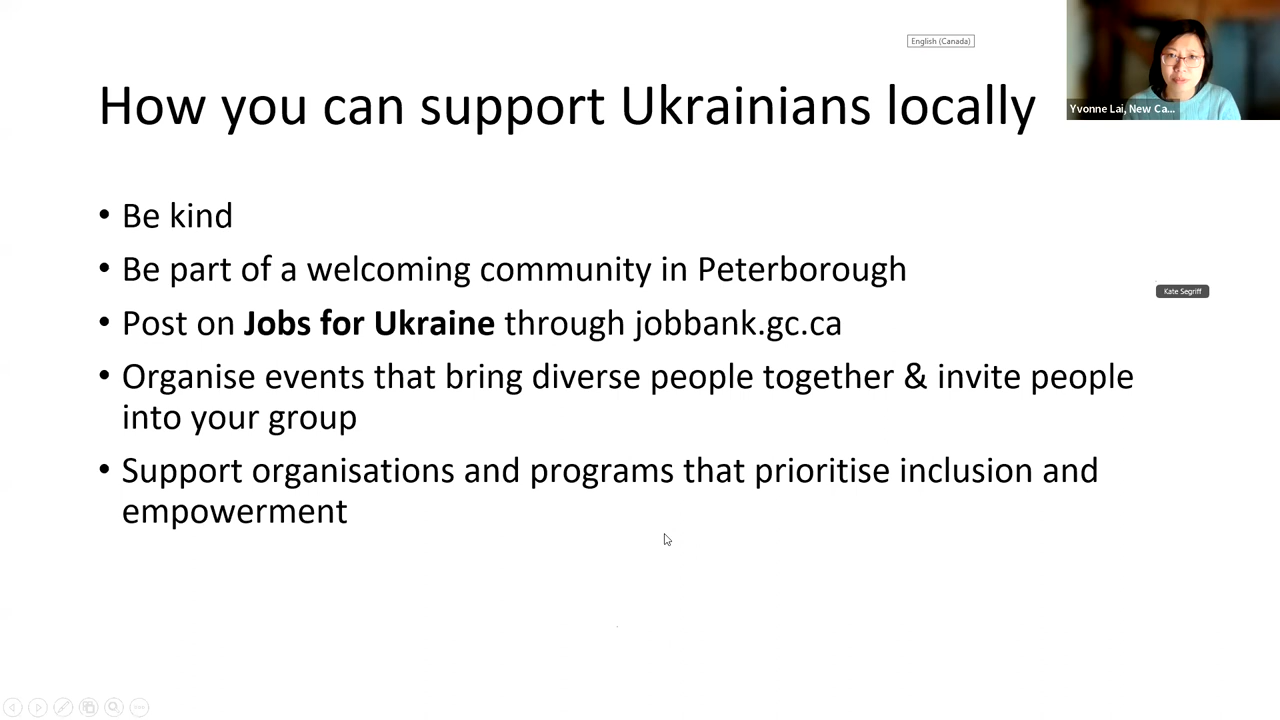 English (Canada)
How you can support Ukrainians locally
Yvonne Lai, New Ca...
• Be kind
• Be part of a welcoming community in Peterborough
Kate Segriff
• Post on Jobs for Ukraine through jobbank.gc.ca
• Organise events that bring diverse people together & invite people
into your group
• Support organisations and programs that prioritise inclusion and
empowerment